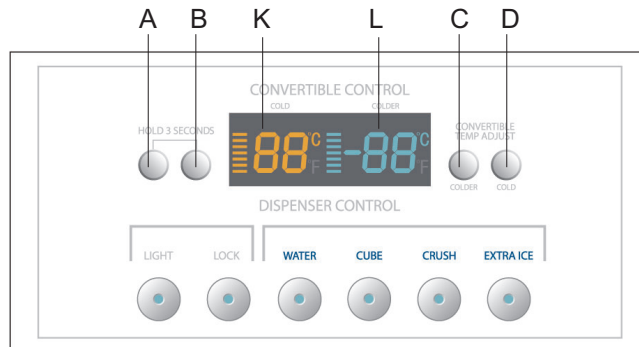 A B K L C D
CONVERTIBLE CONTROL
COLD COLDER
HOLD 3 SECONDS
CONVERTIBLE
TEMP ADJUST
88°C °F -88°C °F
COLDER COLD
DISPENSER CONTROL
LIGHT LOCK WATER CUBE CRUSH EXTRA ICE